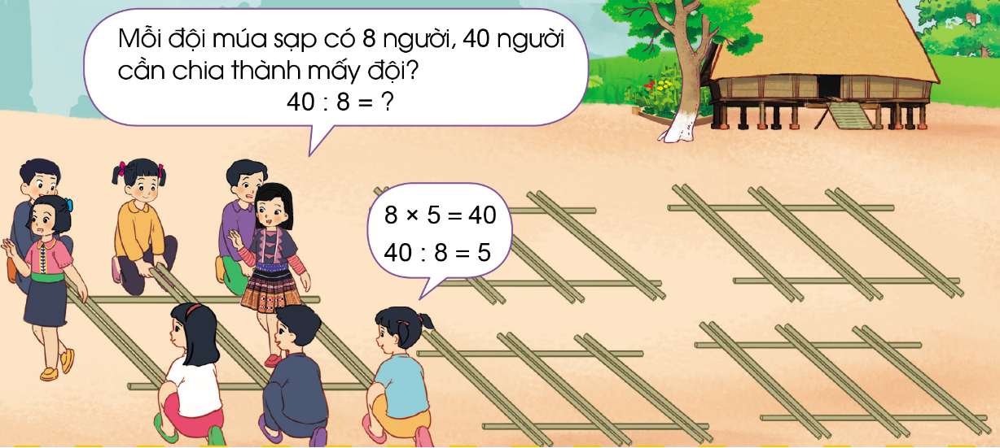 Mỗi đội múa sạp có 8 người, 40 người
cần chia thành mấy đội?
40 : 8 = ?
8 × 5 = 40
40 : 8 = 5